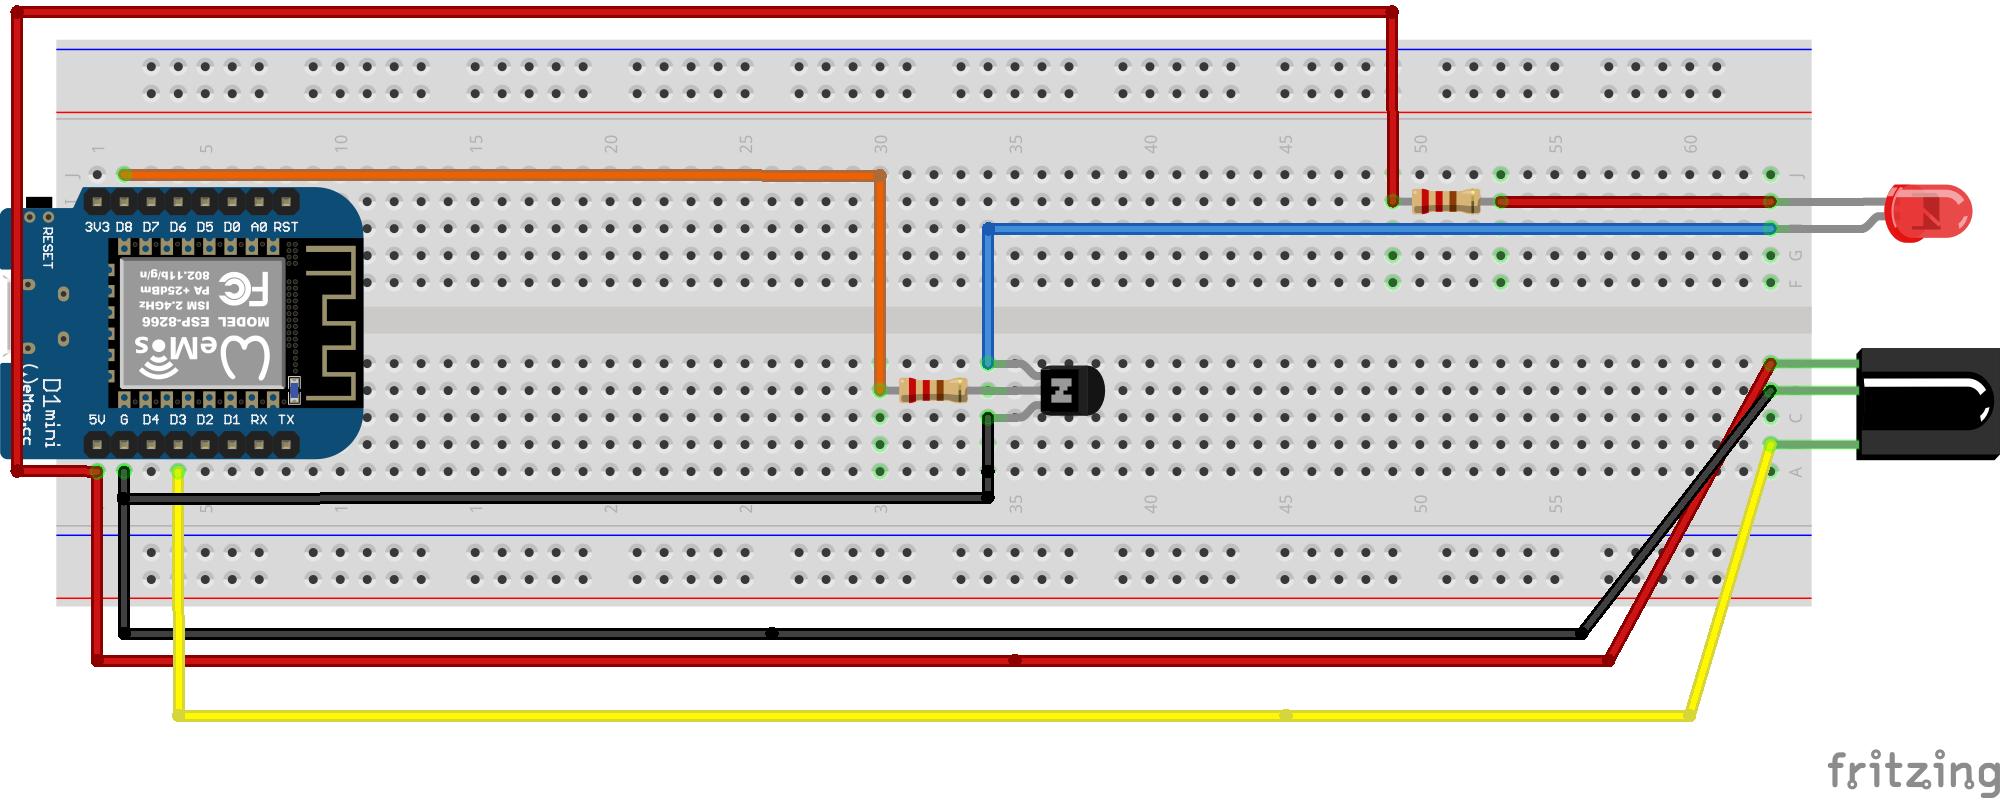 1 5 10 15 20 25 30 35 40 45 50 55 60
J J
I
3V3 D8 D7 D6 D5 D0 A0 RST
RESET
G
F
802.11b/g/n
PA +25dBm
ISM 2.4GHz
FC
ESP-8266
MODEL
WeMoS
D1 mini
eMos.cc
5V G D4 D3 D2 D1 RX TX
N
C
A
5 1 1 2 2 3 35 40 45 50 55
fritzing